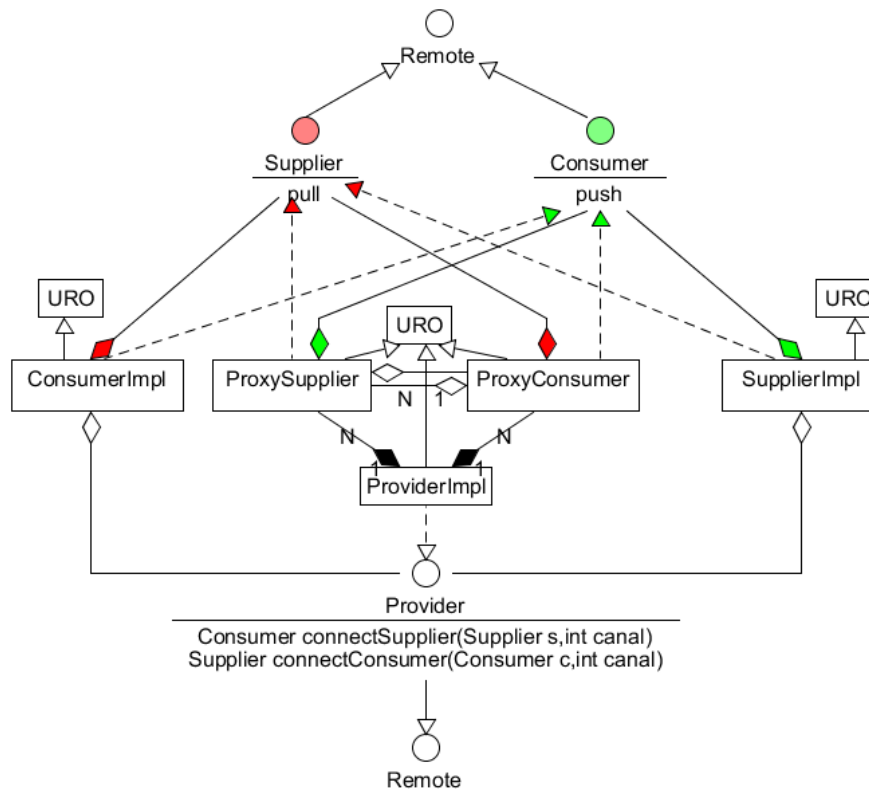 Remote
Supplier
pull
Consumer
push
URO
URO
URO
ConsumerImpl
ProxySupplier
ProxyConsumer
SupplierImpl
N
1
N
N
1
1
ProviderImpl
Provider
Consumer connectSupplier(Supplier s,int canal)
Supplier connectConsumer(Consumer c,int canal)
Remote